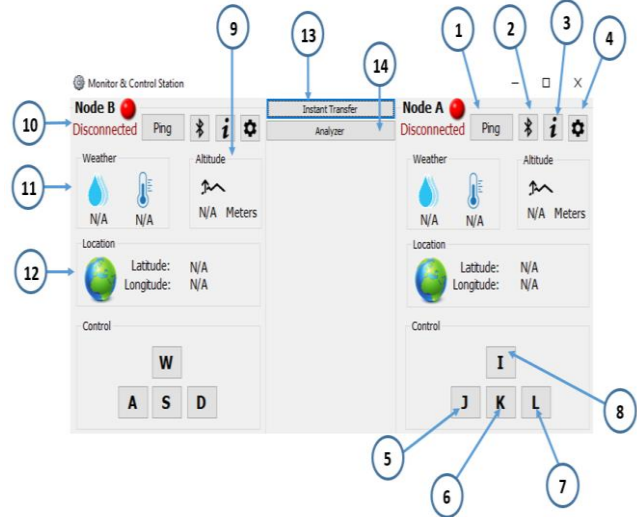 9 13 1 2 3 4
14
Monitor & Control Station
Node B Instant Transfer Node A
10 Disconnected Ping i Analyzer Disconnected Ping i
Weather Altitude Weather Altitude
11
N/A N/A N/A Meters N/A N/A N/A Meters
Location Location
12 Latitude: N/A Latitude: N/A
Longitude: N/A Longitude: N/A
Control Control
W I
A S D J K L
8
5 6 7